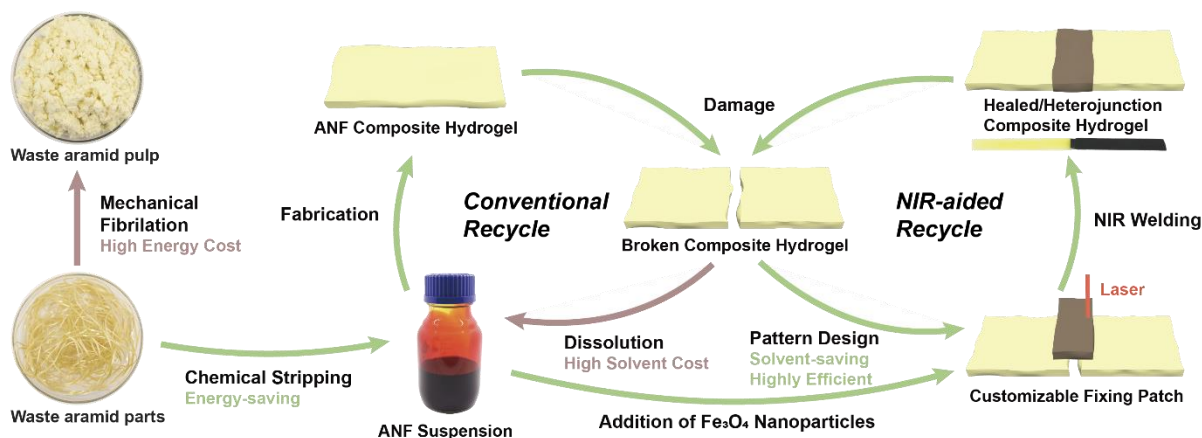 Waste aramid pulp
Mechanical
Fibrilation
High Energy Cost
Waste aramid parts
Chemical Stripping
Energy-saving
ANF Suspension
Fabrication
ANF Composite Hydrogel
Conventional
Recycle
Damage
Broken Composite Hydrogel
Dissolution
High Solvent Cost
Addition of Fe₃O₄ Nanoparticles
Pattern Design
Solvent-saving
Highly Efficient
NIR-aided
Recycle
Healed/Heterojunction
Composite Hydrogel
NIR Welding
Laser
Customizable Fixing Patch